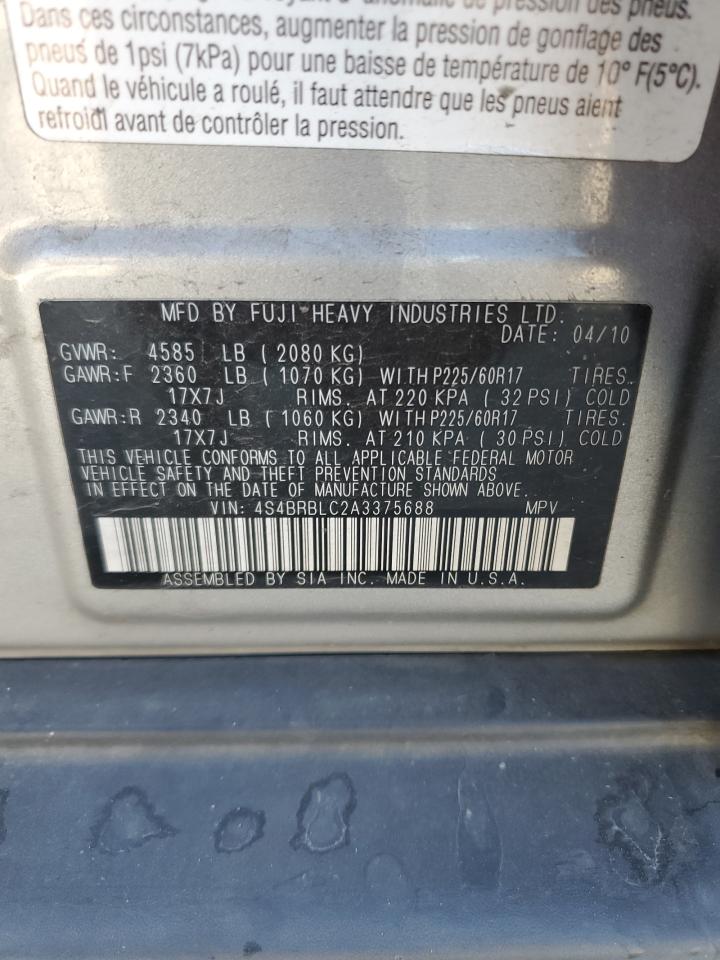 de pression des pneus.
Dans ces circonstances, augmenter la pression de gonflage des
pneus de 1psi (7kPa) pour une baisse de température de 10° F(5°C).
Quand le véhicule a roulé, il faut attendre que les pneus aient
refroidi avant de contrôler la pression.
MFD BY FUJI HEAVY INDUSTRIES LTD.
DATE: 04/10
GVWR: 4585 LB ( 2080 KG)
GAWR:F 2360 LB ( 1070 KG) WITH P225/60R17 TIRES.
17X7J RIMS. AT 220 KPA ( 32 PSI) COLD
GAWR:R 2340 LB ( 1060 KG) WITH P225/60R17 TIRES.
17X7J RIMS. AT 210 KPA ( 30 PSI) COLD
THIS VEHICLE CONFORMS TO ALL APPLICABLE FEDERAL MOTOR
VEHICLE SAFETY AND THEFT PREVENTION STANDARDS
IN EFFECT ON THE DATE OF MANUFACTURE SHOWN ABOVE.
VIN: 4S4BRBLC2A3375688 MPV
ASSEMBLED BY SIA INC. MADE IN U.S.A.